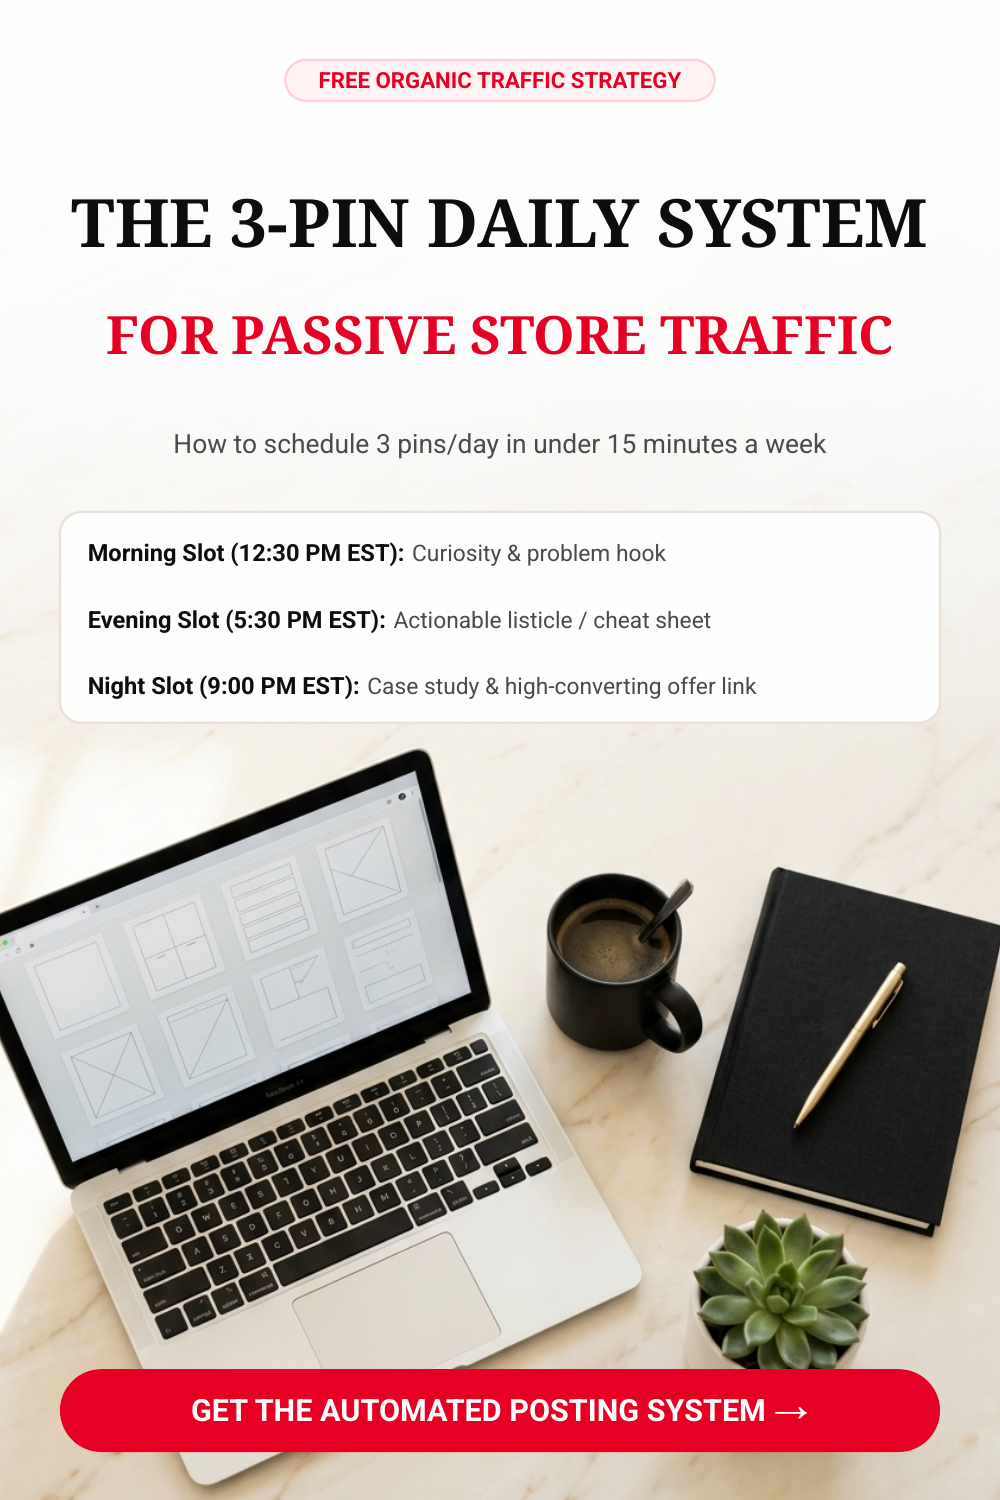 FREE ORGANIC TRAFFIC STRATEGY
THE 3-PIN DAILY SYSTEM
FOR PASSIVE STORE TRAFFIC
How to schedule 3 pins/day in under 15 minutes a week
Morning Slot (12:30 PM EST): Curiosity & problem hook
Evening Slot (5:30 PM EST): Actionable listicle / cheat sheet
Night Slot (9:00 PM EST): Case study & high-converting offer link
GET THE AUTOMATED POSTING SYSTEM →